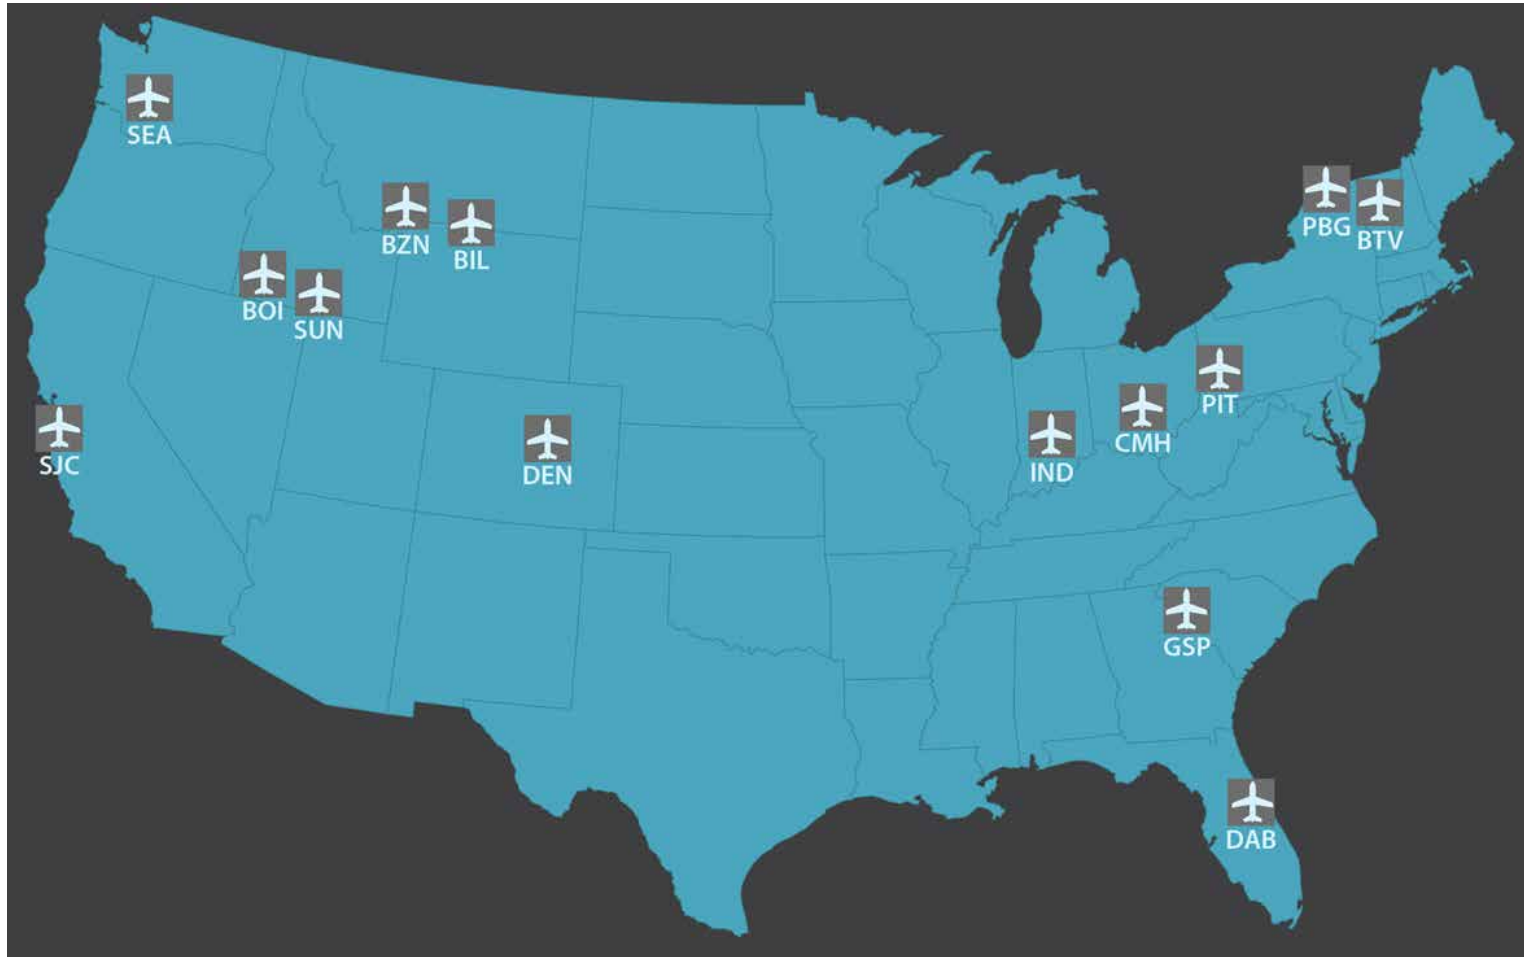 SEA
PBG
BTV
BZN
BIL
BOI
SUN
PIT
CMH
SJC
DEN
IND
GSP
DAB